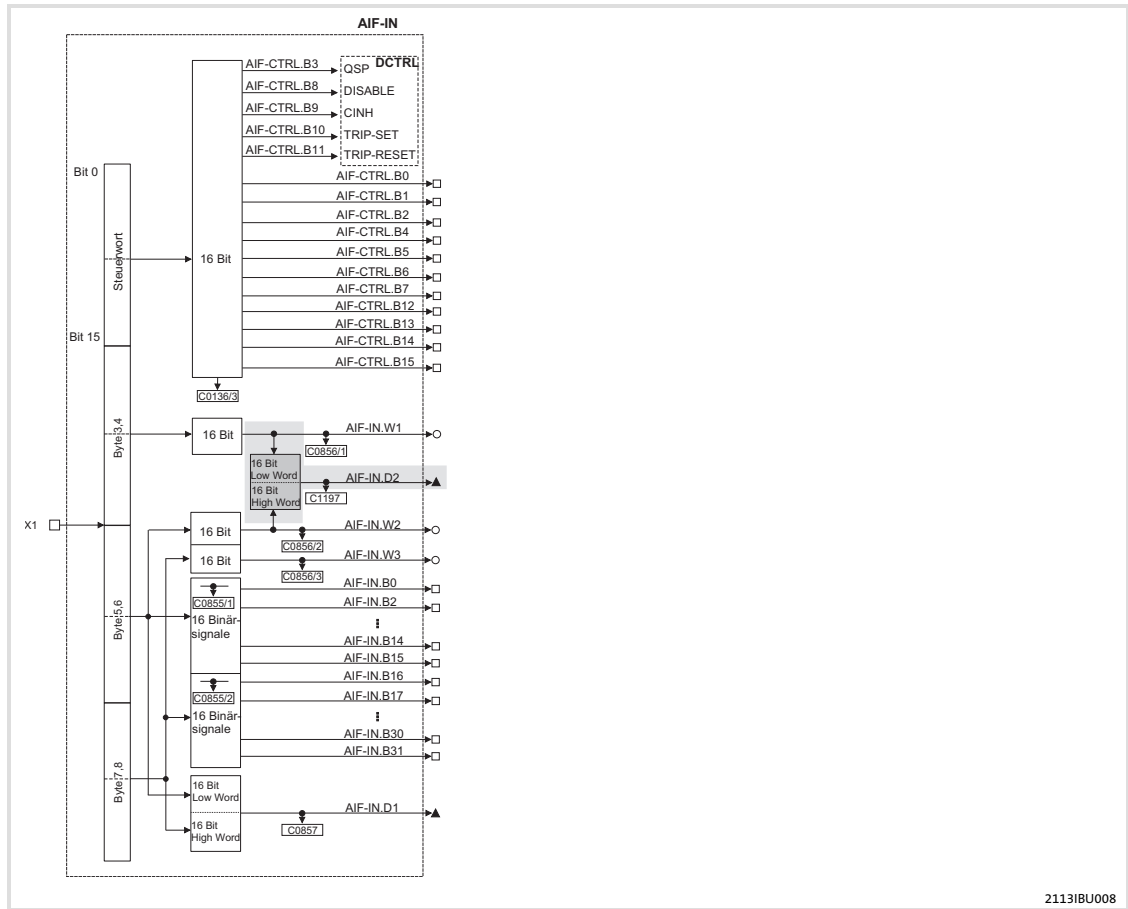 AIF-IN
DCTRL
AIF-CTRL.B3
QSP
AIF-CTRL.B8
DISABLE
AIF-CTRL.B9
CINH
AIF-CTRL.B10
TRIP-SET
AIF-CTRL.B11
TRIP-RESET
Bit 0
AIF-CTRL.B0
AIF-CTRL.B1
AIF-CTRL.B2
AIF-CTRL.B4
Steuerwort
16 Bit
AIF-CTRL.B5
AIF-CTRL.B6
AIF-CTRL.B7
AIF-CTRL.B12
AIF-CTRL.B13
Bit 15
AIF-CTRL.B14
AIF-CTRL.B15
C0136/3
Byte 3,4
16 Bit
AIF-IN.W1
C0856/1
16 Bit
Low Word
16 Bit
High Word
AIF-IN.D2
C1197
X1
16 Bit
AIF-IN.W2
C0856/2
16 Bit
AIF-IN.W3
C0856/3
Byte 5,6
C0855/1
16 Binär-
signale
AIF-IN.B0
AIF-IN.B2
AIF-IN.B14
AIF-IN.B15
C0855/2
16 Binär-
signale
AIF-IN.B16
AIF-IN.B17
AIF-IN.B30
AIF-IN.B31
Byte 7,8
16 Bit
Low Word
16 Bit
High Word
AIF-IN.D1
C0857
2113IBU008